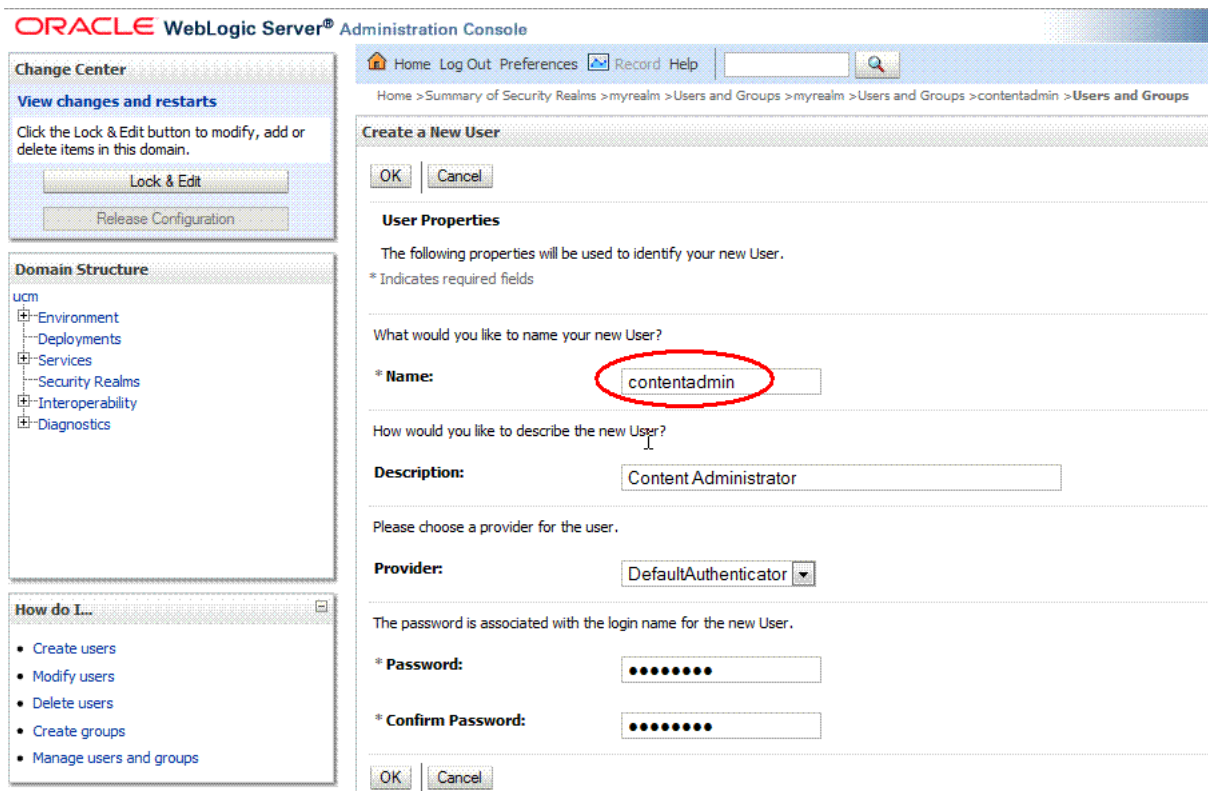 ORACLE WebLogic Server® Administration Console
Change Center
View changes and restarts
Click the Lock & Edit button to modify, add or
delete items in this domain.
Lock & Edit
Release Configuration
Domain Structure
ucm
Environment
Deployments
Services
Security Realms
Interoperability
Diagnostics
How do I...
Create users
Modify users
Delete users
Create groups
Manage users and groups
Home Log Out Preferences Record Help
Home >Summary of Security Realms >myrealm >Users and Groups >myrealm >Users and Groups >contentadmin >Users and Groups
Create a New User
OK Cancel
User Properties
The following properties will be used to identify your new User.
* Indicates required fields
What would you like to name your new User?
* Name: contentadmin
How would you like to describe the new User?
Description: Content Administrator
Please choose a provider for the user.
Provider: DefaultAuthenticator
The password is associated with the login name for the new User.
* Password: ●●●●●●●●
* Confirm Password: ●●●●●●●●
OK Cancel